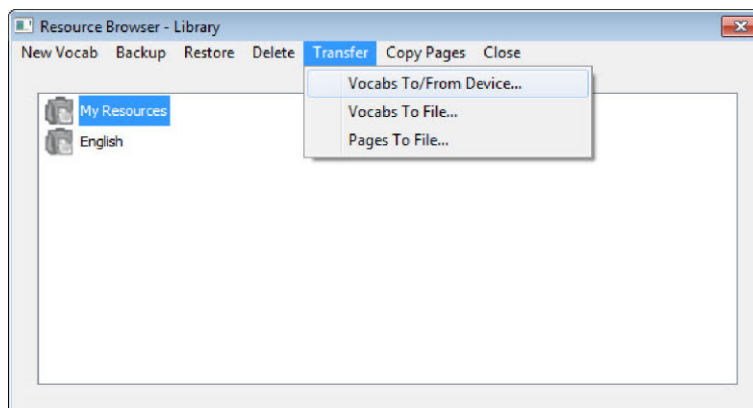 Resource Browser - Library
New Vocab Backup Restore Delete Transfer Copy Pages Close
Vocabs To/From Device...
My Resources
Vocabs To File...
English
Pages To File...